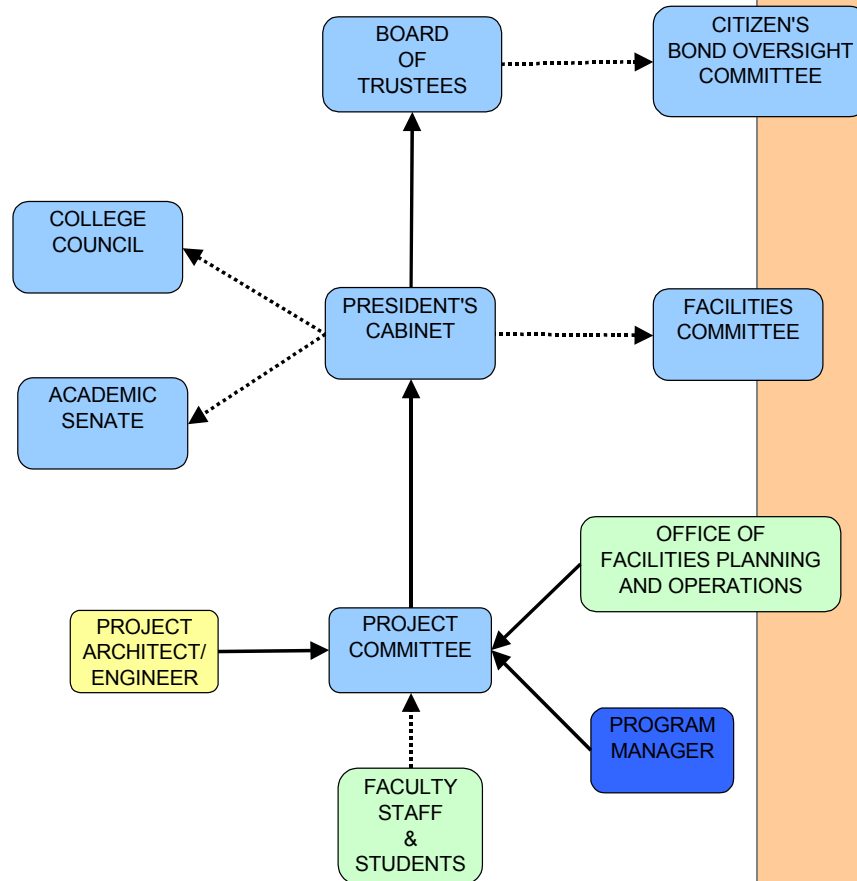 BOARD
OF
TRUSTEES
CITIZEN'S
BOND OVERSIGHT
COMMITTEE
COLLEGE
COUNCIL
PRESIDENT'S
CABINET
FACILITIES
COMMITTEE
ACADEMIC
SENATE
OFFICE OF
FACILITIES PLANNING
AND OPERATIONS
PROJECT
ARCHITECT/
ENGINEER
PROJECT
COMMITTEE
PROGRAM
MANAGER
FACULTY
STAFF
&
STUDENTS